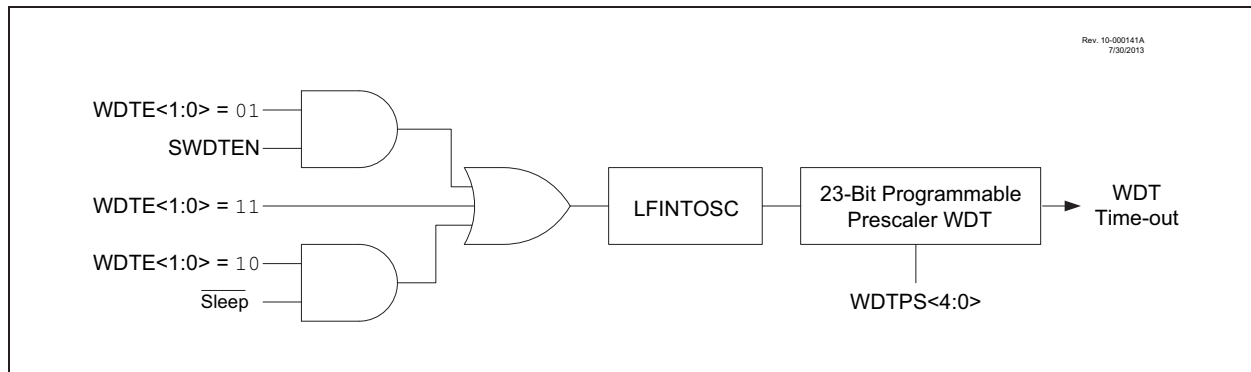 Rev. 10-000141A
7/30/2013
WDTE<1:0> = 01
SWDTEN
WDTE<1:0> = 11
WDTE<1:0> = 10
Sleep
LFINTOSC
23-Bit Programmable
Prescaler WDT
WDT
Time-out
WDTPS<4:0>